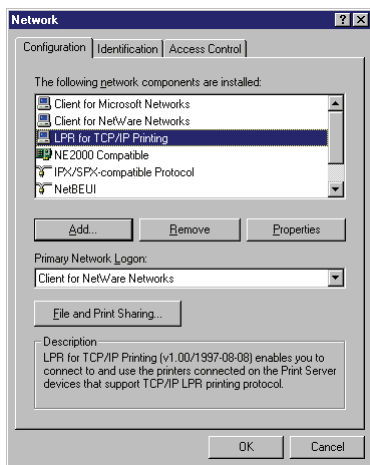 Network
Configuration Identification Access Control
The following network components are installed:
Client for Microsoft Networks
Client for NetWare Networks
LPR for TCP/IP Printing
NE2000 Compatible
IPX/SPX-compatible Protocol
NetBEUI
Add... Remove Properties
Primary Network Logon:
Client for NetWare Networks
File and Print Sharing...
Description
LPR for TCP/IP Printing (v1.00/1997-08-08) enables you to
connect to and use the printers connected on the Print Server
devices that support TCP/IP LPR printing protocol.
OK Cancel